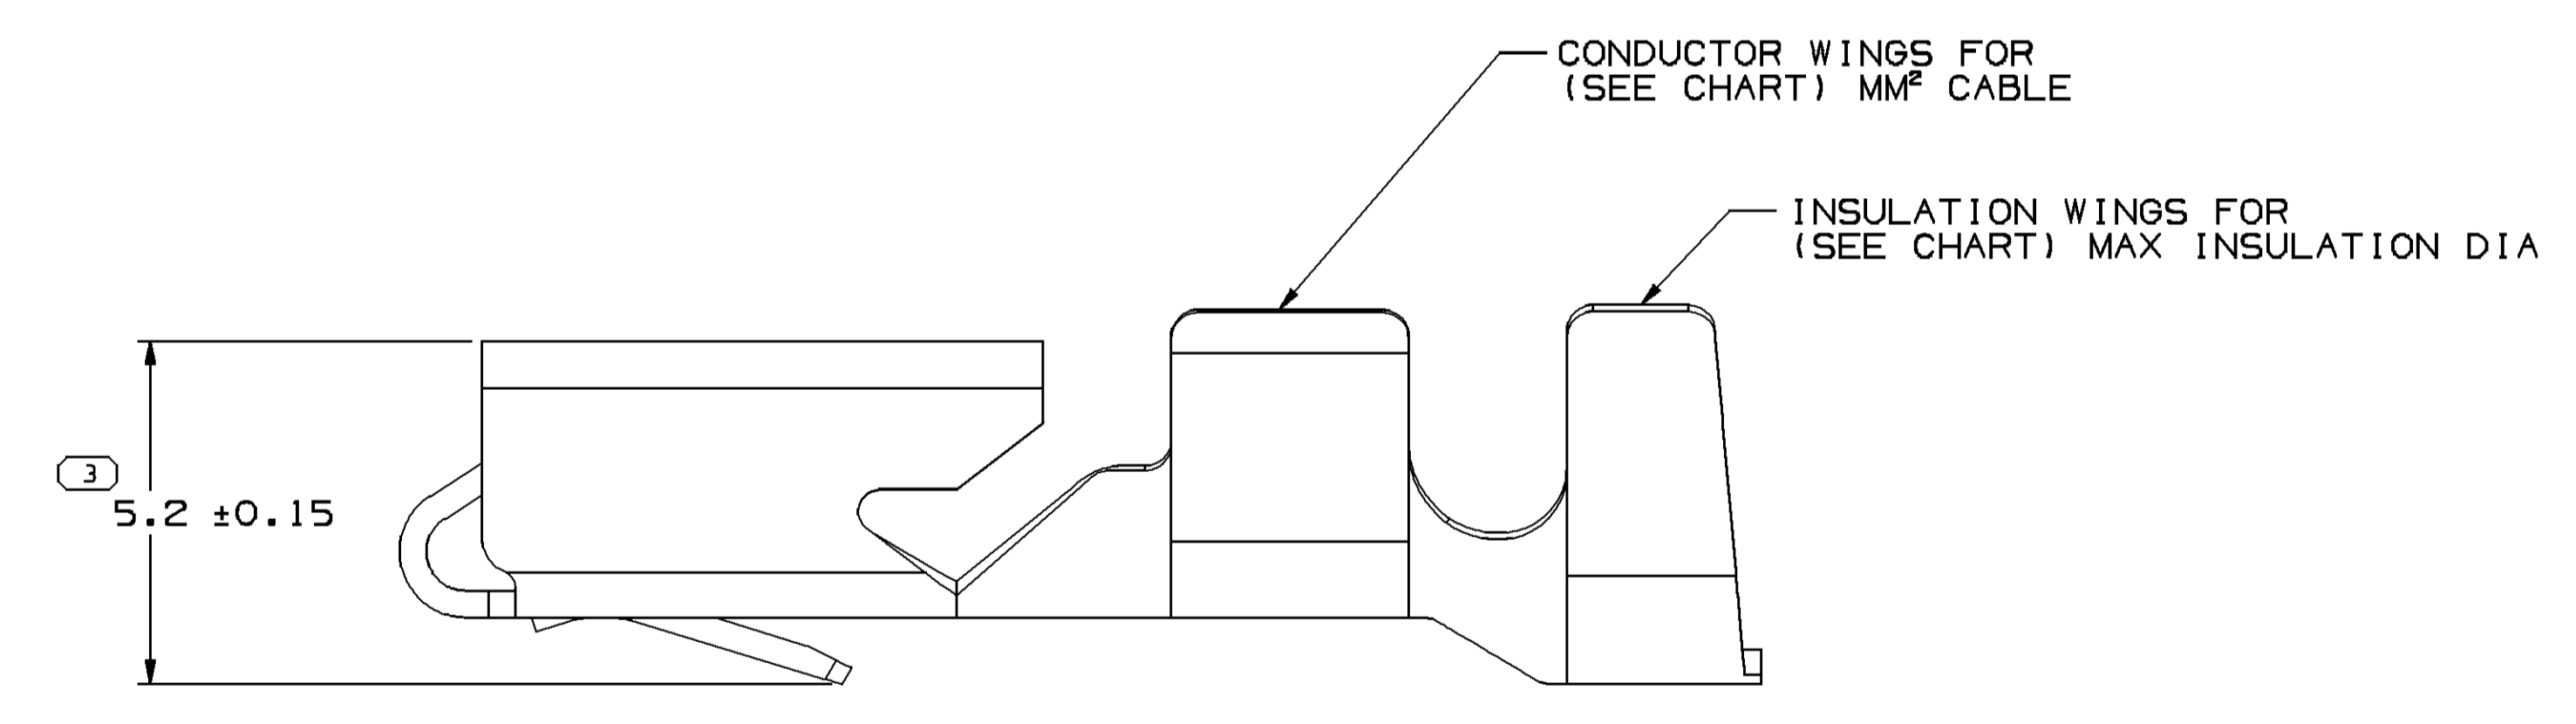 CONDUCTOR WINGS FOR
(SEE CHART) MM² CABLE
INSULATION WINGS FOR
(SEE CHART) MAX INSULATION DIA
3
5.2 ±0.15